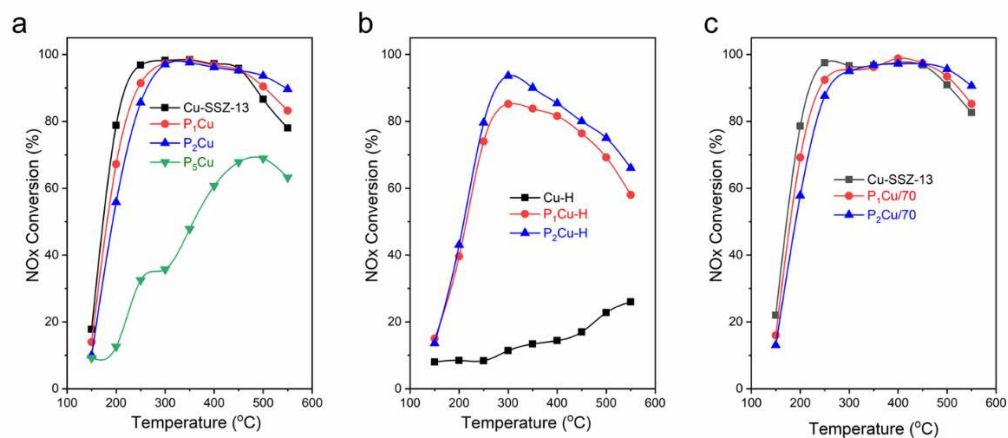 a
NOx Conversion (%)
100
80
60
40
20
0
Cu-SSZ-13
P₁Cu
P₂Cu
P₅Cu
100 200 300 400 500 600
Temperature (°C)
b
NOx Conversion (%)
100
80
60
40
20
0
Cu-H
P₁Cu-H
P₂Cu-H
100 200 300 400 500 600
Temperature (°C)
c
NOx Conversion (%)
100
80
60
40
20
0
Cu-SSZ-13
P₁Cu/70
P₂Cu/70
100 200 300 400 500 600
Temperature (°C)